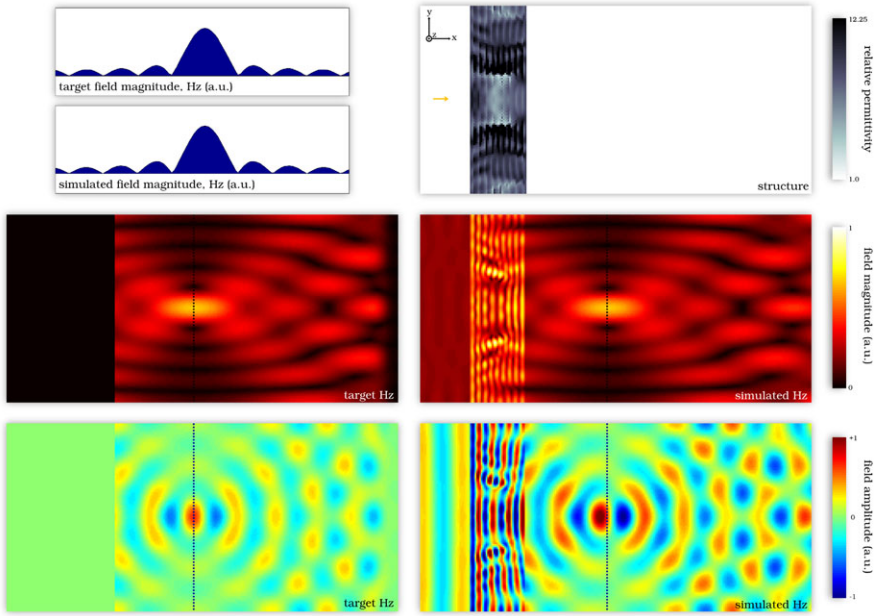 target field magnitude, Hz (a.u.)
simulated field magnitude, Hz (a.u.)
y
z
x
structure
12.25
relative permittivity
1.0
target Hz
simulated Hz
1
field magnitude (a.u.)
0
target Hz
simulated Hz
+1
field amplitude (a.u.)
0
-1